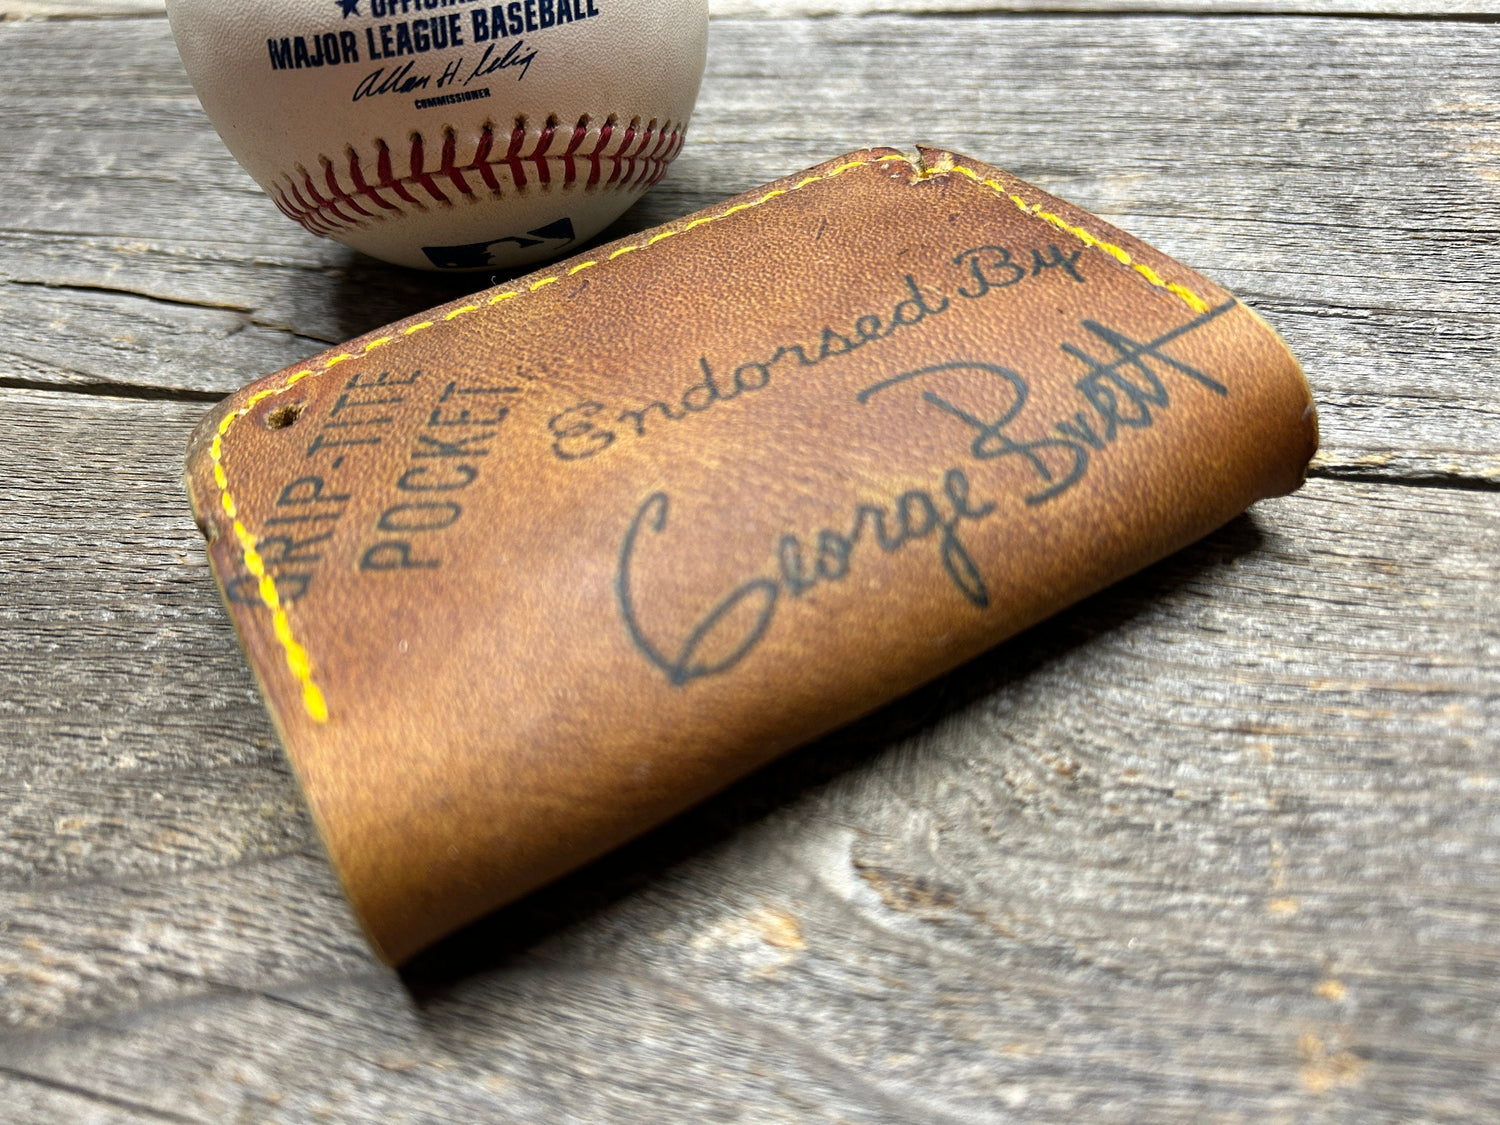 OFFICIAL
MAJOR LEAGUE BASEBALL
Allan H. Selig
COMMISSIONER
GRIP-TITE
POCKET
Endorsed By
George Brett